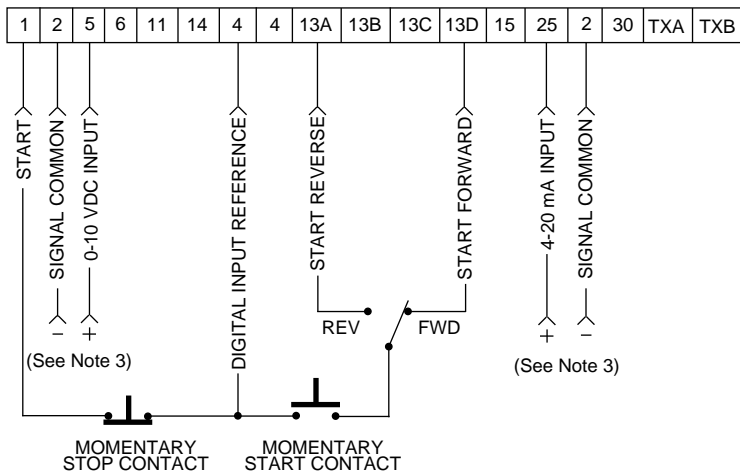 1 2 5 6 11 14 4 4 13A 13B 13C 13D 15 25 2 30 TXA TXB
START
SIGNAL COMMON
0-10 VDC INPUT
DIGITAL INPUT REFERENCE
START REVERSE
START FORWARD
4-20 mA INPUT
SIGNAL COMMON
REV FWD
- +
(See Note 3)
+ -
(See Note 3)
MOMENTARY
STOP CONTACT
MOMENTARY
START CONTACT